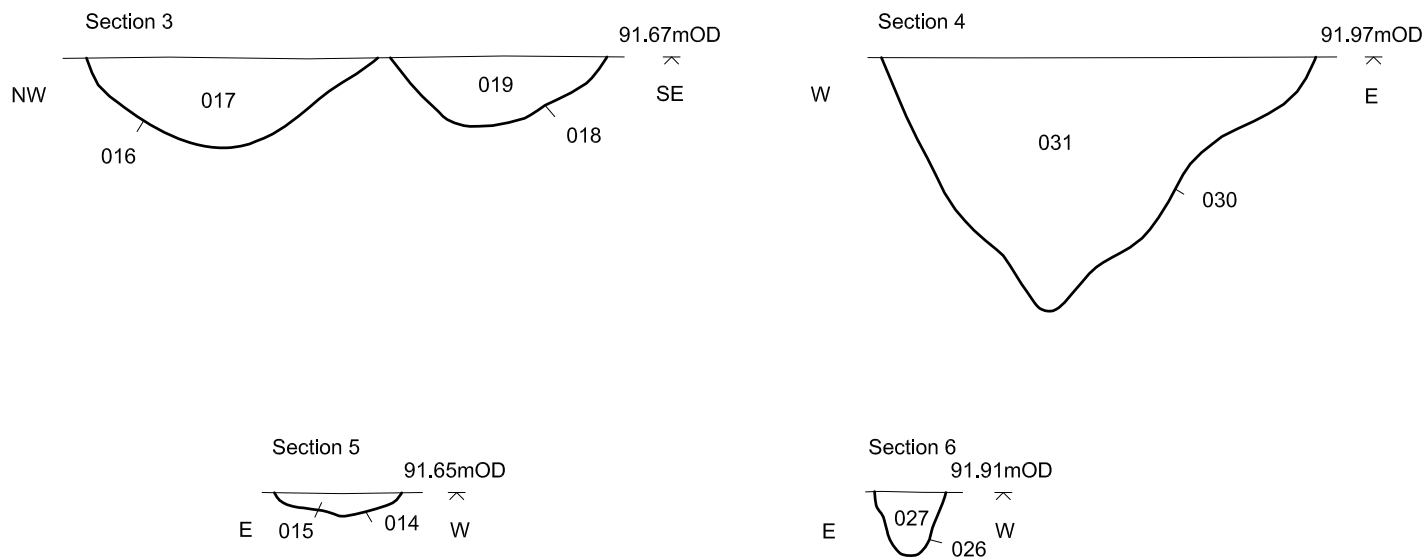 Section 3
91.67mOD
NW
017
019
SE
016
018
Section 4
91.97mOD
W
031
E
030
Section 5
91.65mOD
E
015
014
W
Section 6
91.91mOD
E
027
W
026